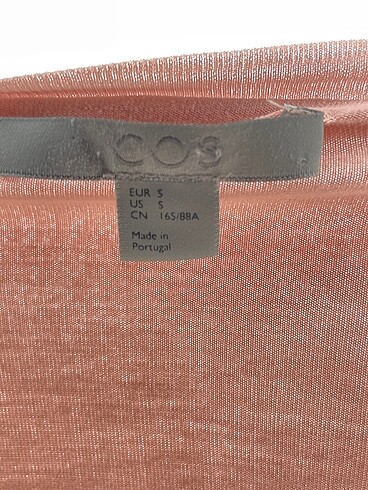 COS
EUR S
US S
CN 165/88A
Made in
Portugal